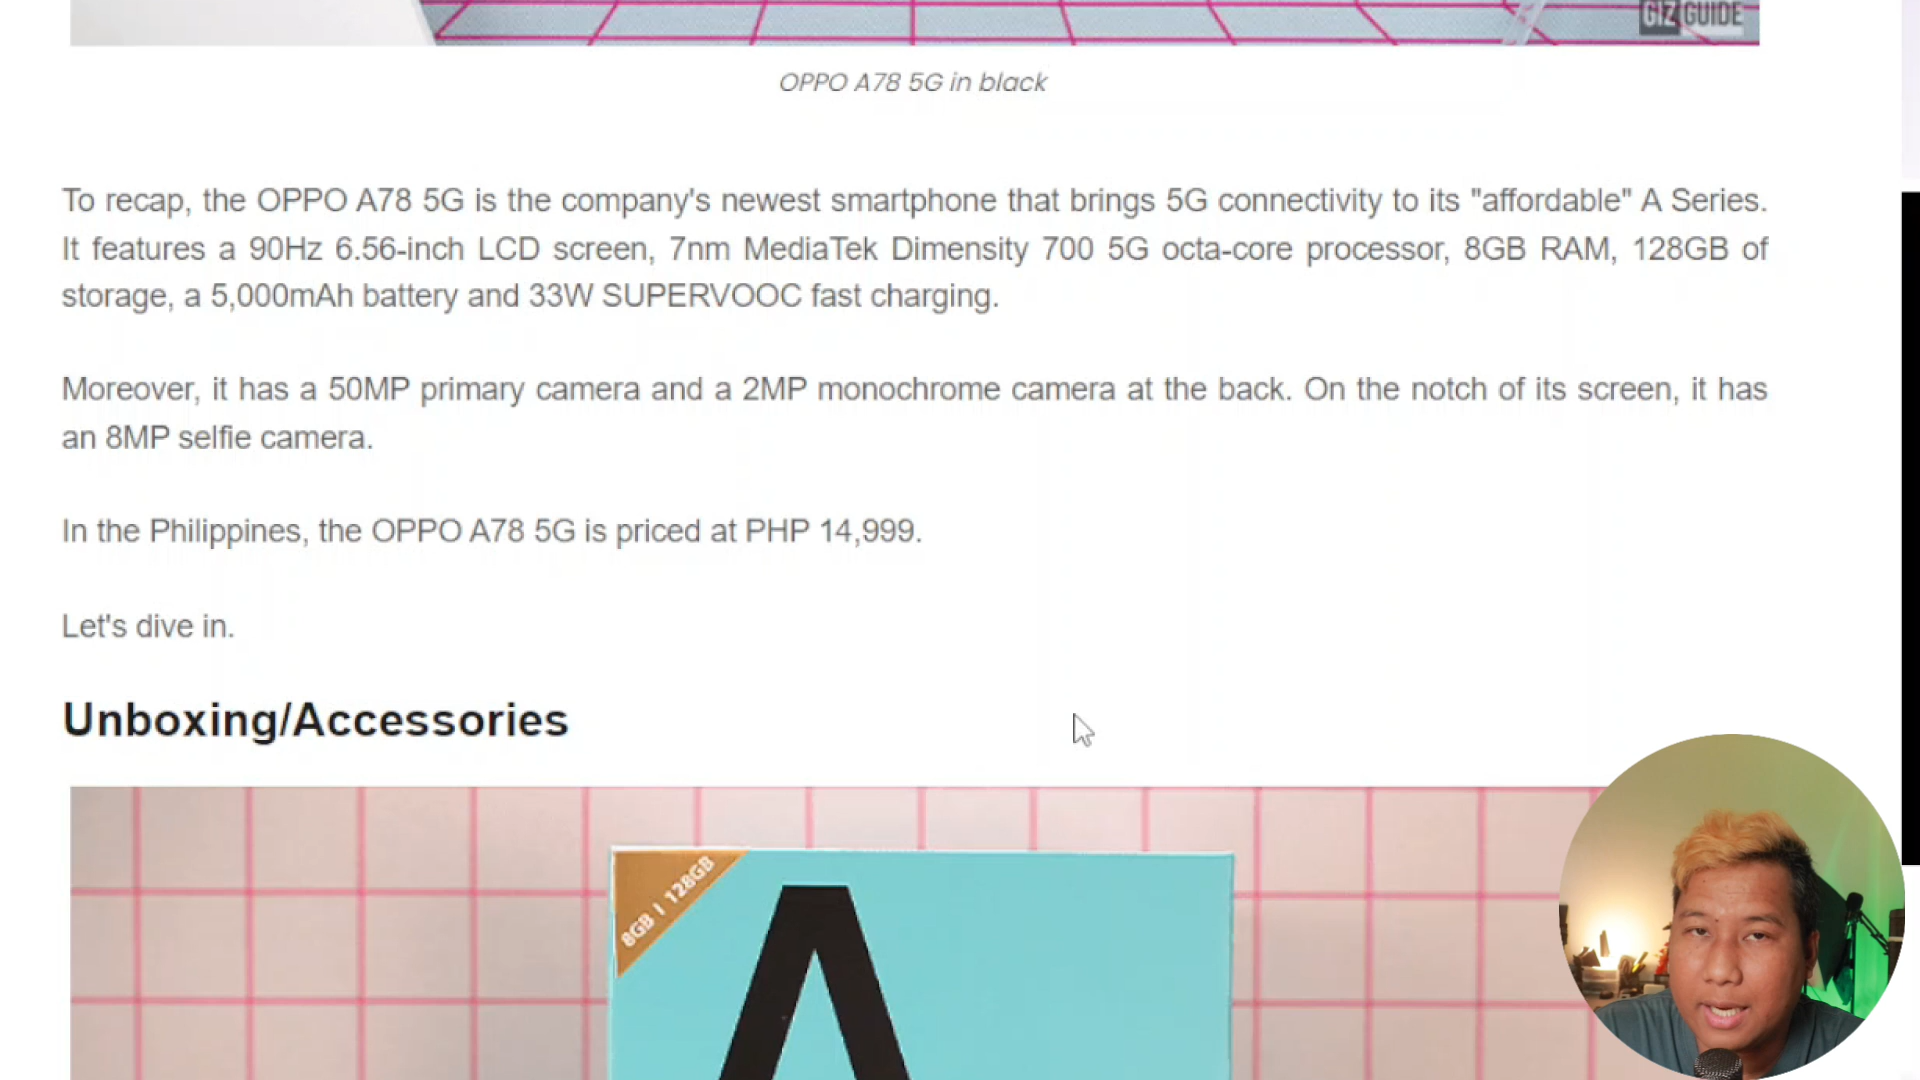 GIZGUIDE
OPPO A78 5G in black
To recap, the OPPO A78 5G is the company's newest smartphone that brings 5G connectivity to its "affordable" A Series.
It features a 90Hz 6.56-inch LCD screen, 7nm MediaTek Dimensity 700 5G octa-core processor, 8GB RAM, 128GB of
storage, a 5,000mAh battery and 33W SUPERVOOC fast charging.
Moreover, it has a 50MP primary camera and a 2MP monochrome camera at the back. On the notch of its screen, it has
an 8MP selfie camera.
In the Philippines, the OPPO A78 5G is priced at PHP 14,999.
Let's dive in.
Unboxing/Accessories
8GB | 128GB
A